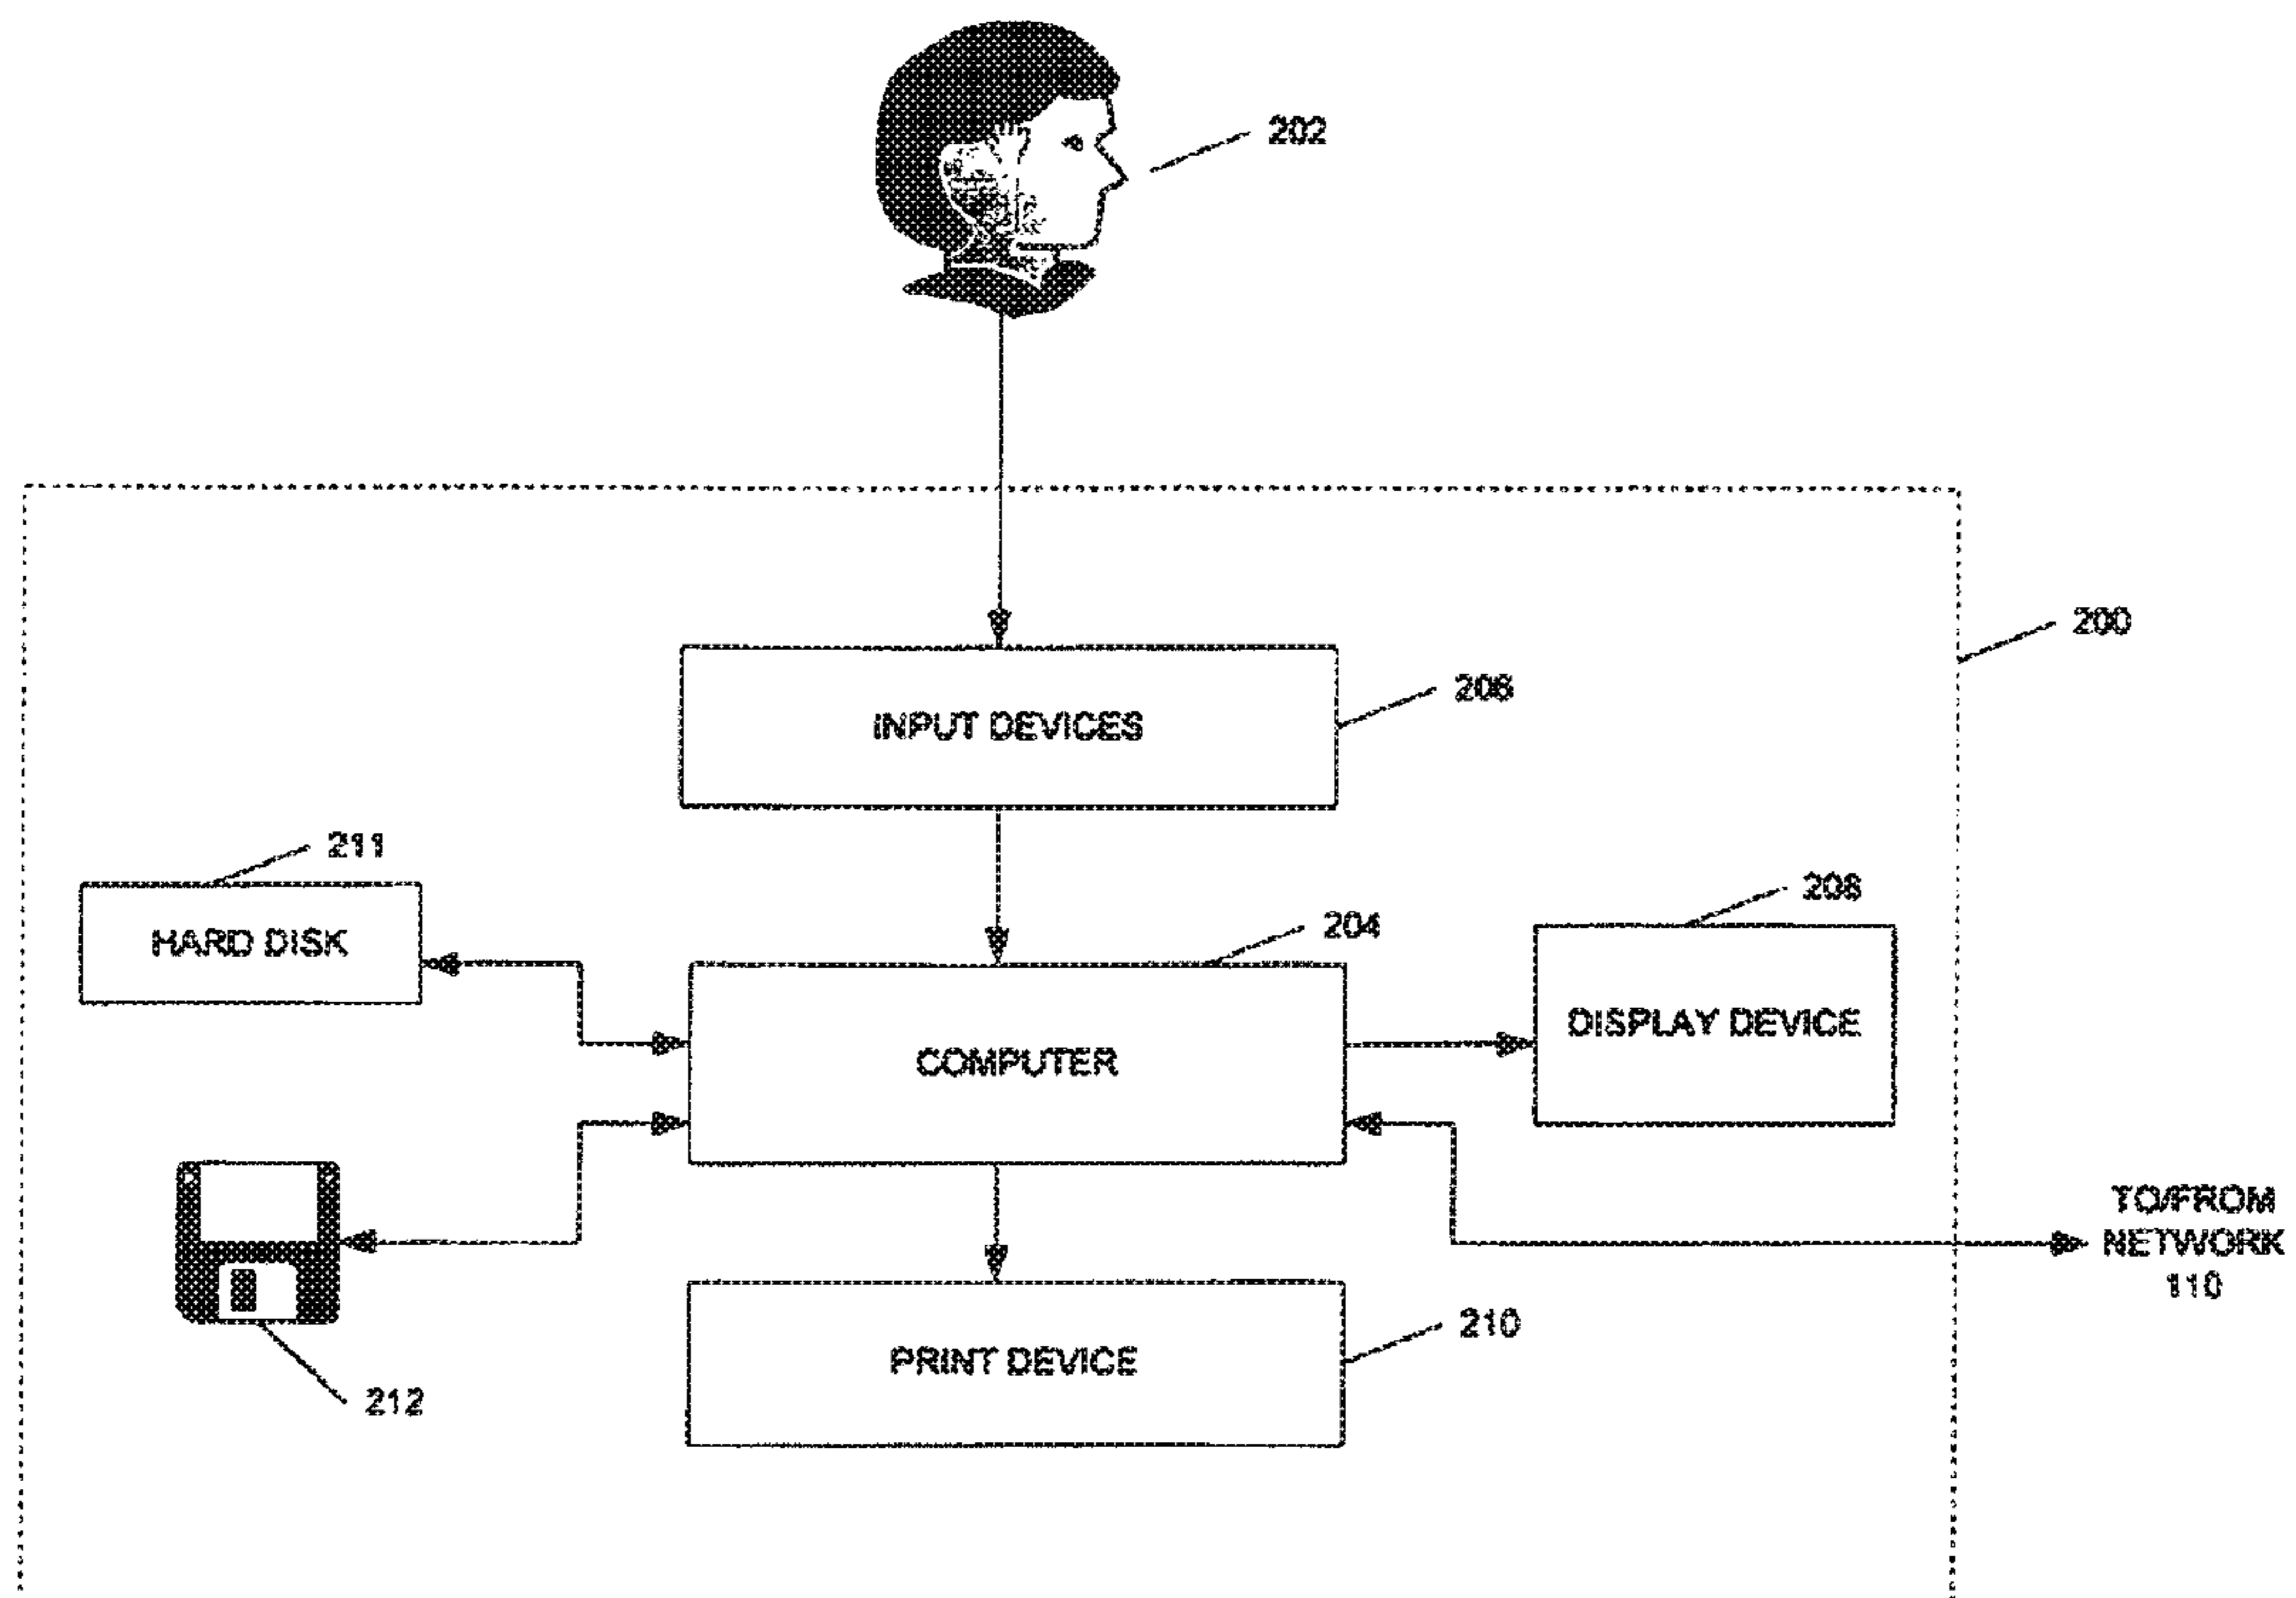 202
200
206
INPUT DEVICES
211
HARD DISK
204
208
DISPLAY DEVICE
COMPUTER
TO/FROM
NETWORK
110
210
PRINT DEVICE
212